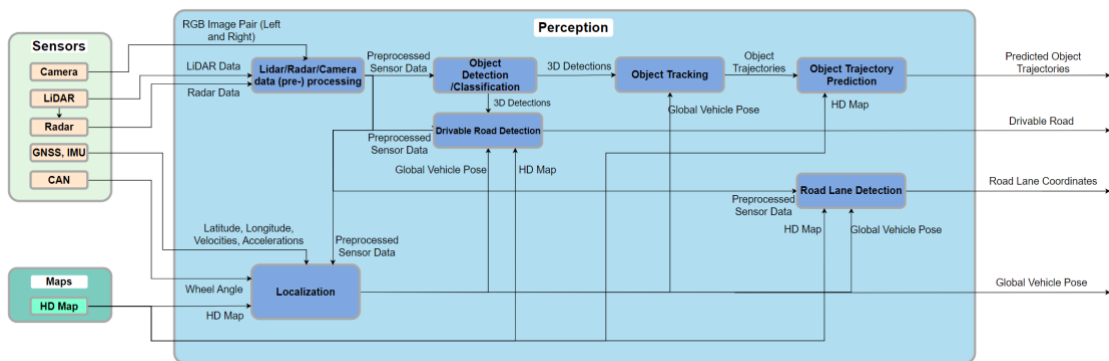 Perception
Sensors
Camera
LiDAR
Radar
GNSS, IMU
CAN
Maps
HD Map
RGB Image Pair (Left
and Right)
LiDAR Data
Radar Data
Lidar/Radar/Camera
data (pre-) processing
Preprocessed
Sensor Data
Object
Detection
/Classification
3D Detections
Object Tracking
Object
Trajectories
Object Trajectory
Prediction
Predicted Object
Trajectories
3D Detections
Global Vehicle Pose
HD Map
Preprocessed
Sensor Data
Drivable Road Detection
Drivable Road
Global Vehicle Pose
HD Map
Preprocessed
Sensor Data
Road Lane Detection
Road Lane Coordinates
HD Map
Global Vehicle Pose
Latitude, Longitude,
Velocities, Accelerations
Preprocessed
Sensor Data
Wheel Angle
HD Map
Localization
Global Vehicle Pose